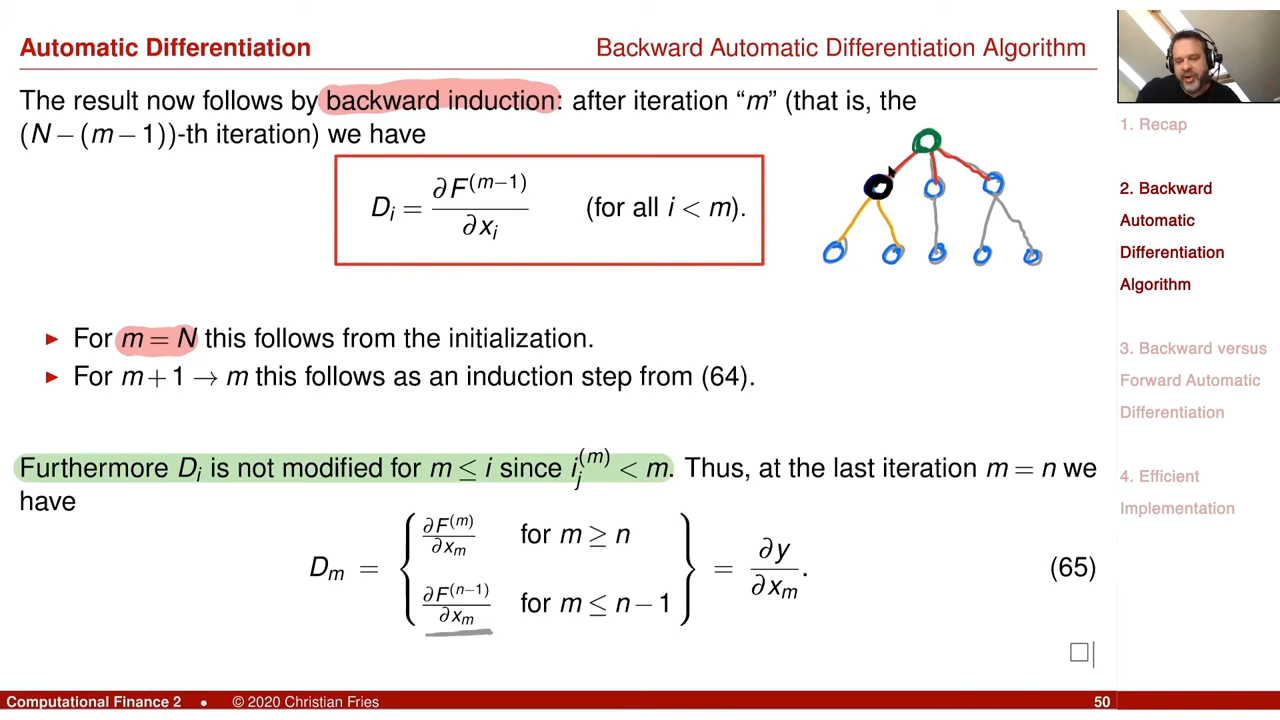 Automatic Differentiation
Backward Automatic Differentiation Algorithm
The result now follows by backward induction: after iteration “m” (that is, the
(N − (m − 1))-th iteration) we have
D_i = ∂F^(m−1) / ∂x_i (for all i < m).
▶ For m = N this follows from the initialization.
▶ For m + 1 → m this follows as an induction step from (64).
Furthermore D_i is not modified for m ≤ i since i_j^(m) < m. Thus, at the last iteration m = n we
have
D_m = { ∂F^(m) / ∂x_m for m ≥ n
∂F^(n−1) / ∂x_m for m ≤ n − 1 } = ∂y / ∂x_m. (65)
□
1. Recap
2. Backward
Automatic
Differentiation
Algorithm
3. Backward versus
Forward Automatic
Differentiation
4. Efficient
Implementation
Computational Finance 2 • © 2020 Christian Fries 50